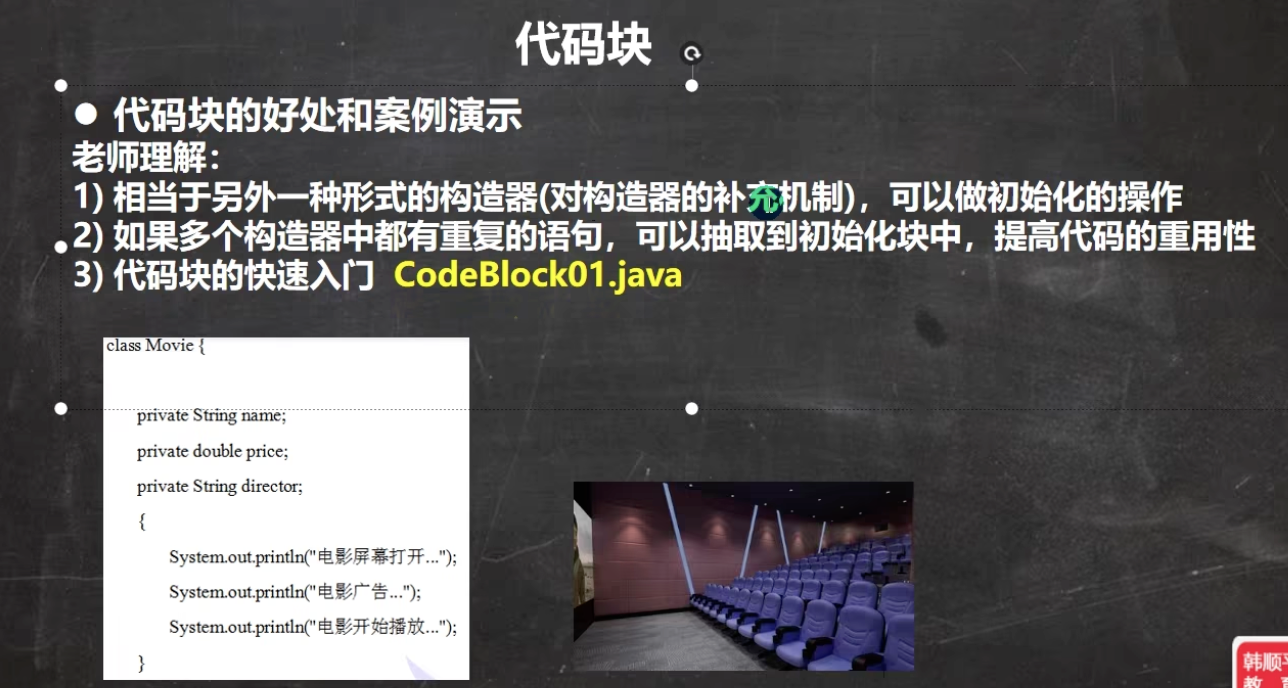 代码块
● 代码块的好处和案例演示
老师理解：
1) 相当于另外一种形式的构造器(对构造器的补充机制)，可以做初始化的操作
2) 如果多个构造器中都有重复的语句，可以抽取到初始化块中，提高代码的重用性
3) 代码块的快速入门 CodeBlock01.java
class Movie {
private String name;
private double price;
private String director;
{
System.out.println("电影屏幕打开...");
System.out.println("电影广告...");
System.out.println("电影开始播放...");
}
韩顺平
教 育